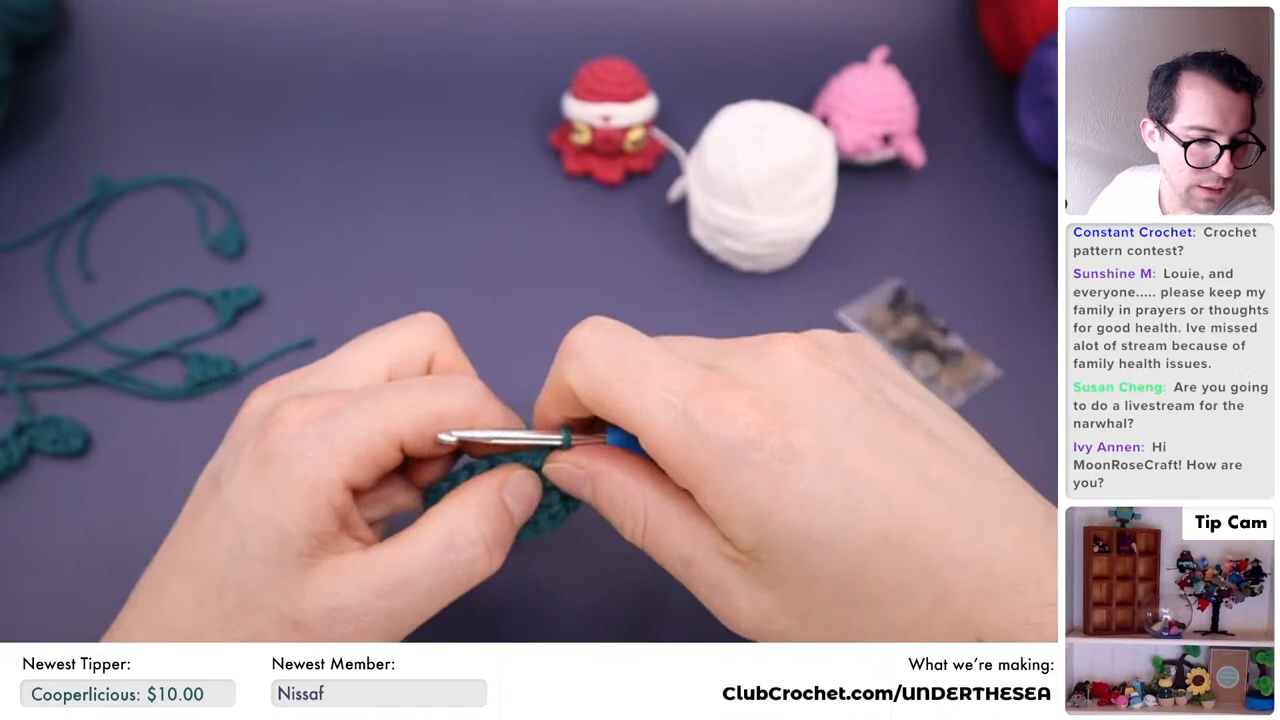 Constant Crochet: Crochet
pattern contest?
Sunshine M: Louie, and
everyone..... please keep my
family in prayers or thoughts
for good health. Ive missed
alot of stream because of
family health issues.
Susan Cheng: Are you going
to do a livestream for the
narwhal?
Ivy Annen: Hi
MoonRoseCraft! How are
you?
Tip Cam
Newest Tipper:
Cooperlicious: $10.00
Newest Member:
Nissaf
What we're making:
ClubCrochet.com/UNDERTHESEA